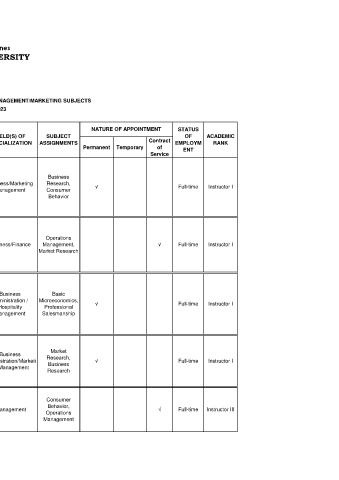 nes
ERSITY
NAGEMENT/MARKETING SUBJECTS
23
ELD(S) OF
CIALIZATION
SUBJECT
ASSIGNMENTS
NATURE OF APPOINTMENT
Permanent
Temporary
Contract
of
Service
STATUS
OF
EMPLOYM
ENT
ACADEMIC
RANK
ess/Marketing
anagement
Business
Research,
Consumer
Behavior
√
Full-time
Instructor I
ness/Finance
Operations
Management,
Market Research
√
Full-time
Instructor I
Business
ministration /
Hospitality
anagement
Basic
Microeconomics,
Professional
Salesmanship
√
Full-time
Instructor I
Business
stration/Marketi
Management
Market
Research,
Business
Research
√
Full-time
Instructor I
anagement
Consumer
Behavior,
Operations
Management
√
Full-time
Instructor III